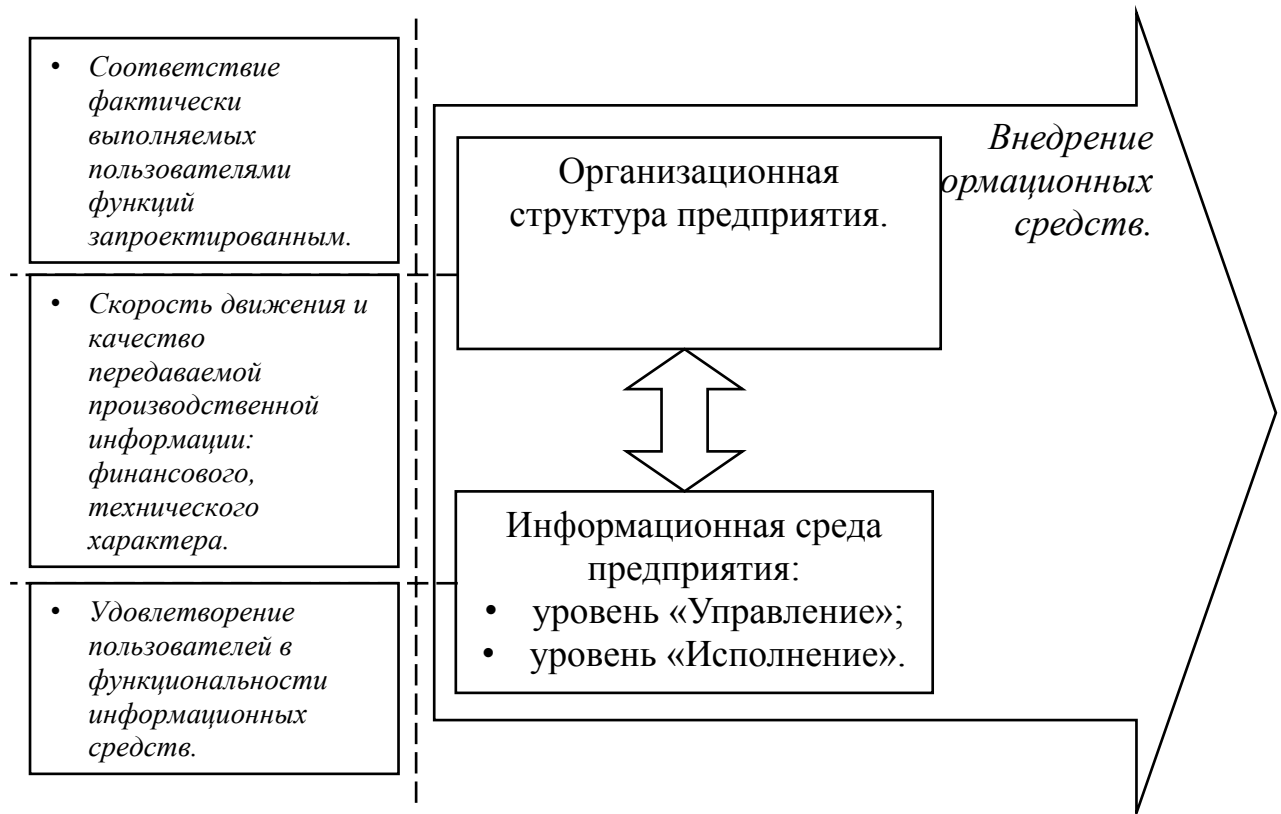 • Соответствие
фактически
выполняемых
пользователями
функций
запроектированным.
• Скорость движения и
качество
передаваемой
производственной
информации:
финансового,
технического
характера.
• Удовлетворение
пользователей в
функциональности
информационных
средств.
Организационная
структура предприятия.
Информационная среда
предприятия:
• уровень «Управление»;
• уровень «Исполнение».
Внедрение
ормационных
средств.